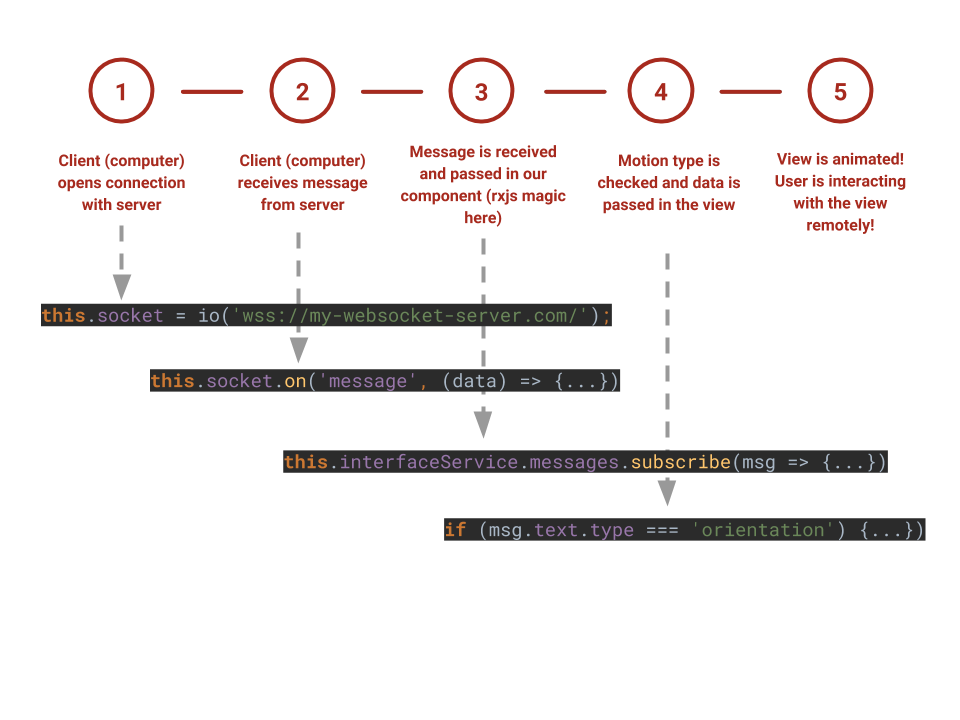 1
2
3
4
5
Client (computer)
opens connection
with server
Client (computer)
receives message
from server
Message is received
and passed in our
component (rxjs magic
here)
Motion type is
checked and data is
passed in the view
View is animated!
User is interacting
with the view
remotely!
this.socket = io('wss://my-websocket-server.com/');
this.socket.on('message', (data) => {...})
this.interfaceService.messages.subscribe(msg => {...})
if (msg.text.type === 'orientation') {...})